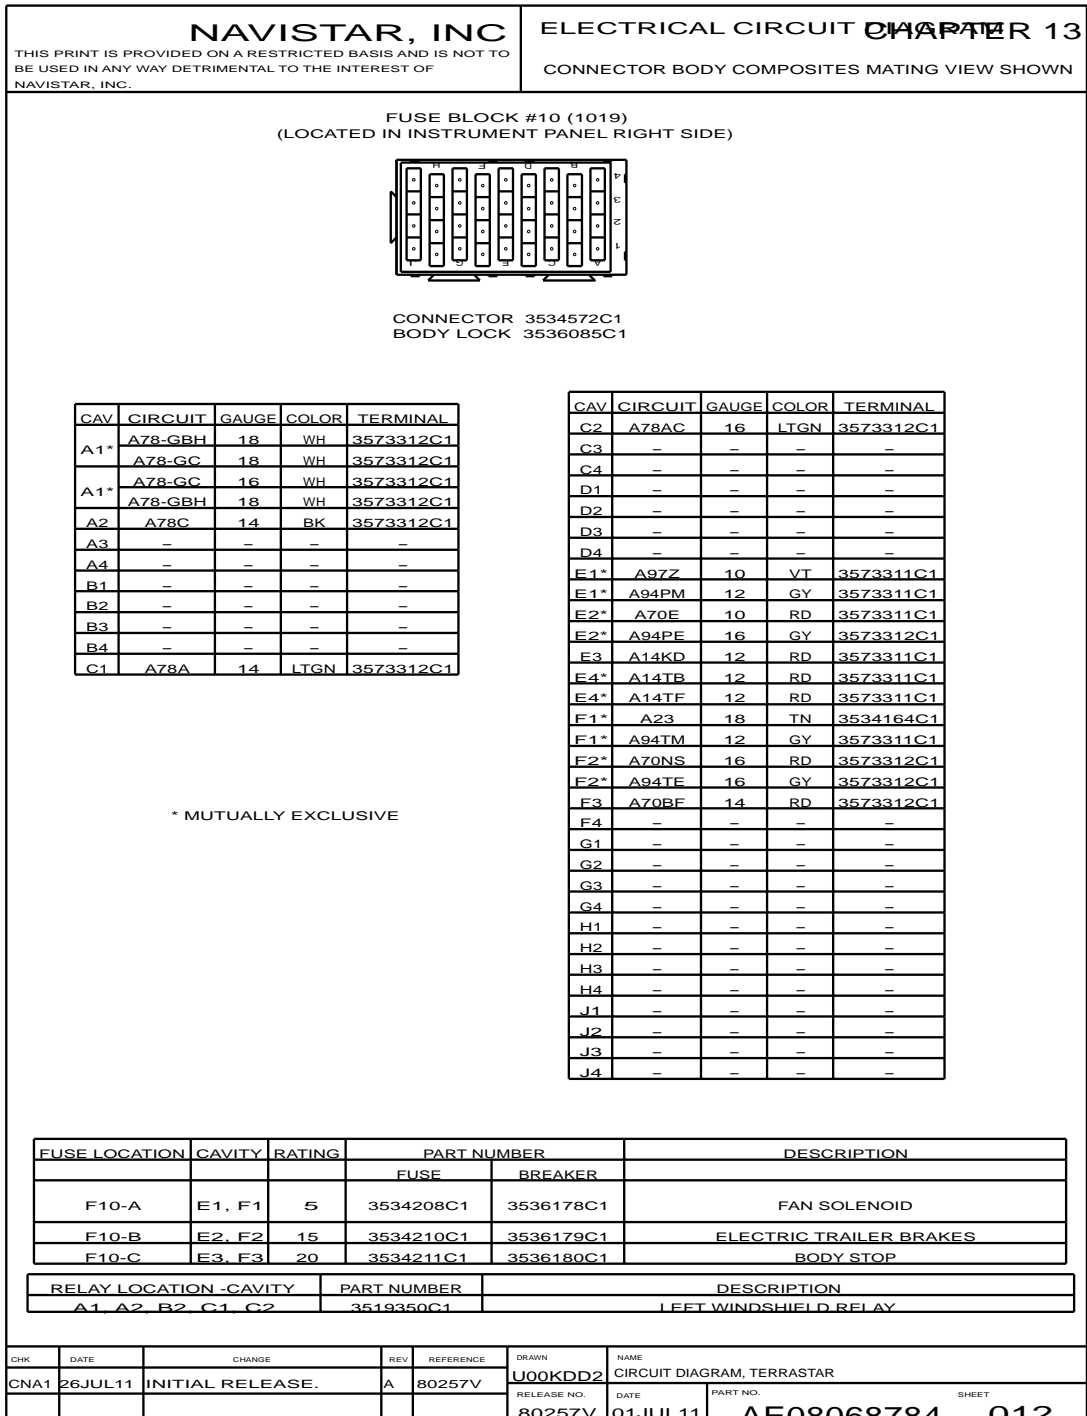 NAVISTAR, INC
THIS PRINT IS PROVIDED ON A RESTRICTED BASIS AND IS NOT TO
BE USED IN ANY WAY DETRIMENTAL TO THE INTEREST OF
NAVISTAR, INC.
ELECTRICAL CIRCUIT DIAGRAM
CHAPTER 13
CONNECTOR BODY COMPOSITES MATING VIEW SHOWN
FUSE BLOCK #10 (1019)
(LOCATED IN INSTRUMENT PANEL RIGHT SIDE)
H F D B
4
3
2
1
J G E C A
CONNECTOR 3534572C1
BODY LOCK 3536085C1
CAV CIRCUIT GAUGE COLOR TERMINAL
A1* A78-GBH 18 WH 3573312C1
A78-GC 18 WH 3573312C1
A1* A78-GC 16 WH 3573312C1
A78-GBH 18 WH 3573312C1
A2 A78C 14 BK 3573312C1
A3 – – – –
A4 – – – –
B1 – – – –
B2 – – – –
B3 – – – –
B4 – – – –
C1 A78A 14 LTGN 3573312C1
* MUTUALLY EXCLUSIVE
CAV CIRCUIT GAUGE COLOR TERMINAL
C2 A78AC 16 LTGN 3573312C1
C3 – – – –
C4 – – – –
D1 – – – –
D2 – – – –
D3 – – – –
D4 – – – –
E1* A97Z 10 VT 3573311C1
E1* A94PM 12 GY 3573311C1
E2* A70E 10 RD 3573311C1
E2* A94PE 16 GY 3573312C1
E3 A14KD 12 RD 3573311C1
E4* A14TB 12 RD 3573311C1
E4* A14TF 12 RD 3573311C1
F1* A23 18 TN 3534164C1
F1* A94TM 12 GY 3573311C1
F2* A70NS 16 RD 3573312C1
F2* A94TE 16 GY 3573312C1
F3 A70BF 14 RD 3573312C1
F4 – – – –
G1 – – – –
G2 – – – –
G3 – – – –
G4 – – – –
H1 – – – –
H2 – – – –
H3 – – – –
H4 – – – –
J1 – – – –
J2 – – – –
J3 – – – –
J4 – – – –
FUSE LOCATION CAVITY RATING PART NUMBER DESCRIPTION
FUSE BREAKER
F10-A E1, F1 5 3534208C1 3536178C1 FAN SOLENOID
F10-B E2, F2 15 3534210C1 3536179C1 ELECTRIC TRAILER BRAKES
F10-C E3, F3 20 3534211C1 3536180C1 BODY STOP
RELAY LOCATION -CAVITY PART NUMBER DESCRIPTION
A1, A2, B2, C1, C2 3519350C1 LEFT WINDSHIELD RELAY
CHK DATE CHANGE REV REFERENCE DRAWN NAME
CNA1 26JUL11 INITIAL RELEASE. A 80257V U00KDD2 CIRCUIT DIAGRAM, TERRASTAR
RELEASE NO. DATE PART NO. SHEET
80257V 01JUL11 AE08068784 012